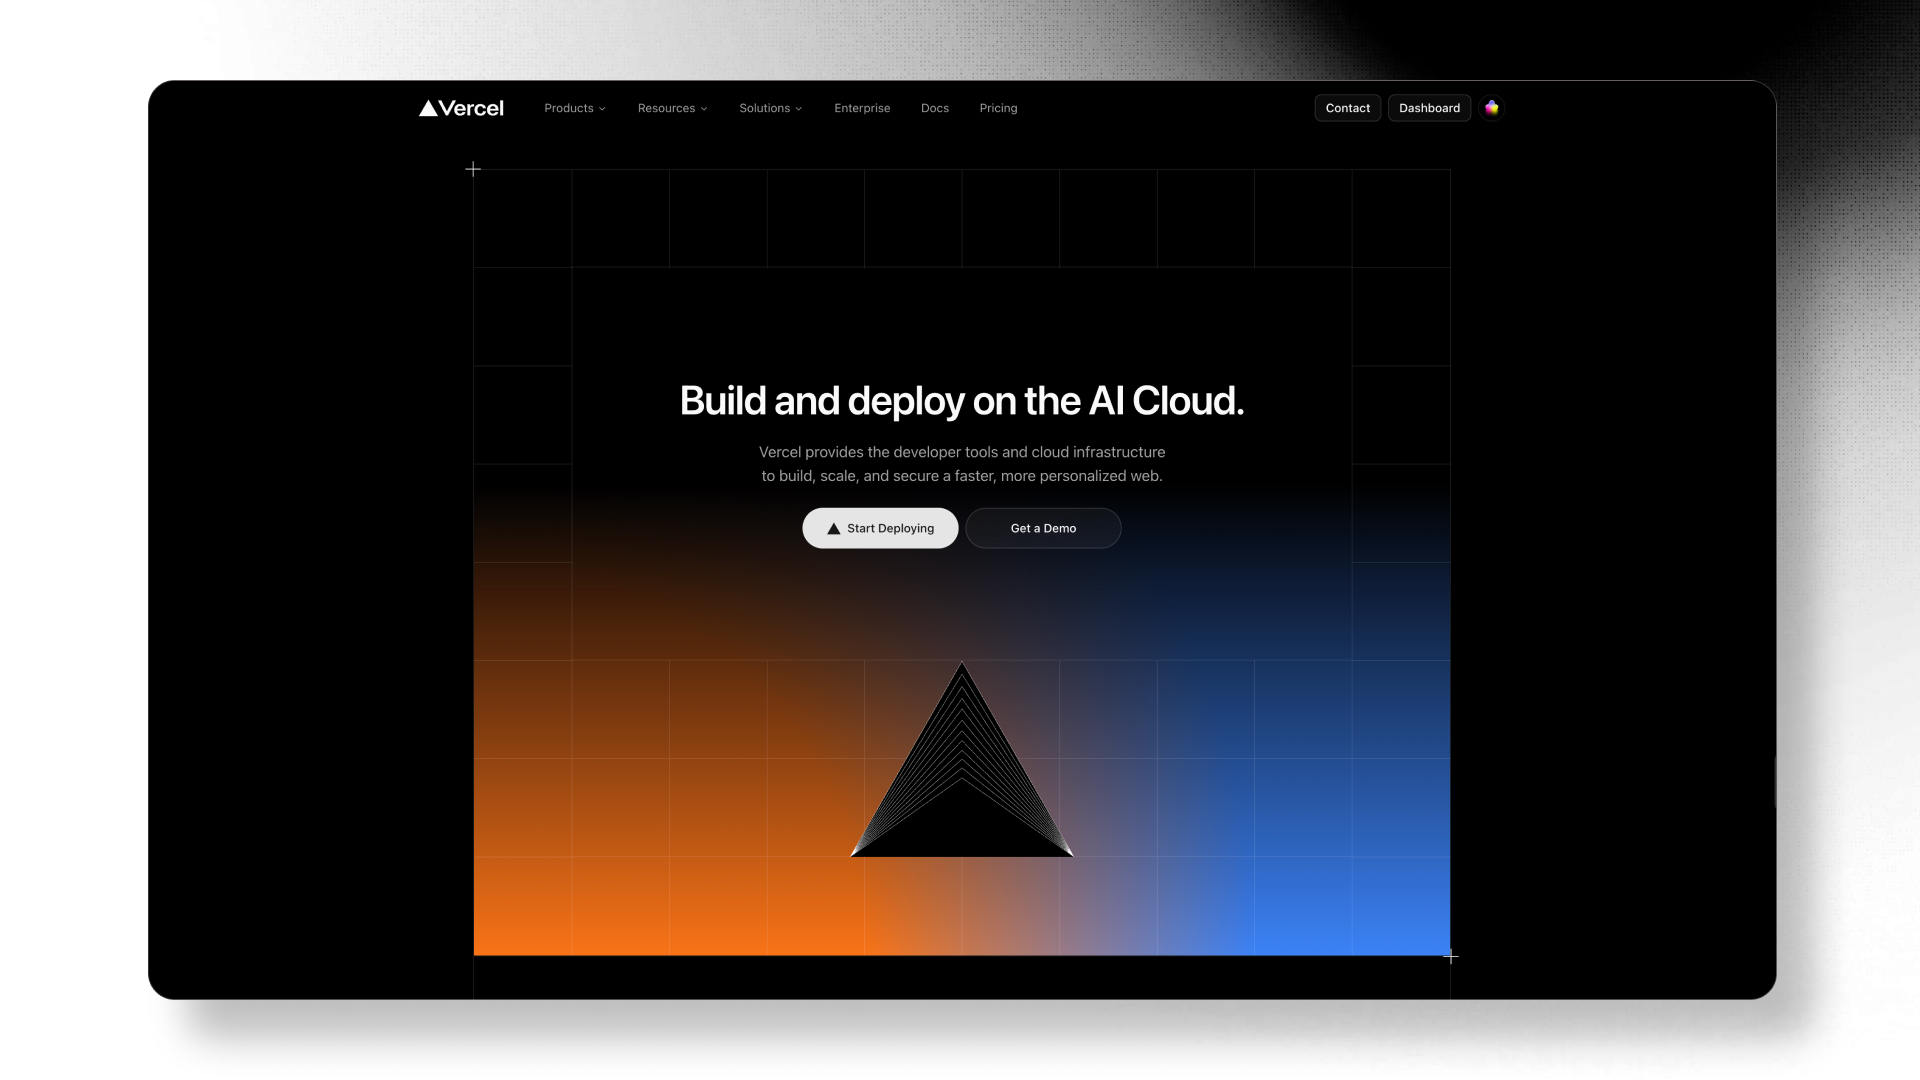 Vercel
Products
Resources
Solutions
Enterprise
Docs
Pricing
Contact
Dashboard
Build and deploy on the AI Cloud.
Vercel provides the developer tools and cloud infrastructure
to build, scale, and secure a faster, more personalized web.
Start Deploying
Get a Demo